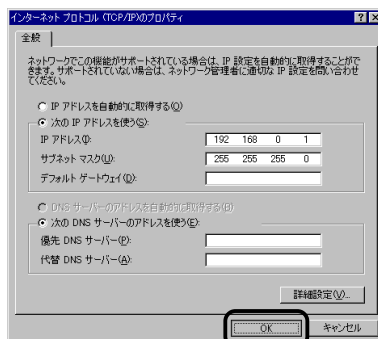 インターネット プロトコル (TCP/IP)のプロパティ
全般
ネットワークでこの機能がサポートされている場合は、IP 設定を自動的に取得することがで
きます。サポートされていない場合は、ネットワーク管理者に適切な IP 設定を問い合わせ
てください。
IP アドレスを自動的に取得する(O)
次の IP アドレスを使う(S):
IP アドレス(I): 192 168 0 1
サブネット マスク(U): 255 255 255 0
デフォルト ゲートウェイ(D):
DNS サーバーのアドレスを自動的に取得する(B)
次の DNS サーバーのアドレスを使う(E):
優先 DNS サーバー(P):
代替 DNS サーバー(A):
詳細設定(V)...
OK キャンセル